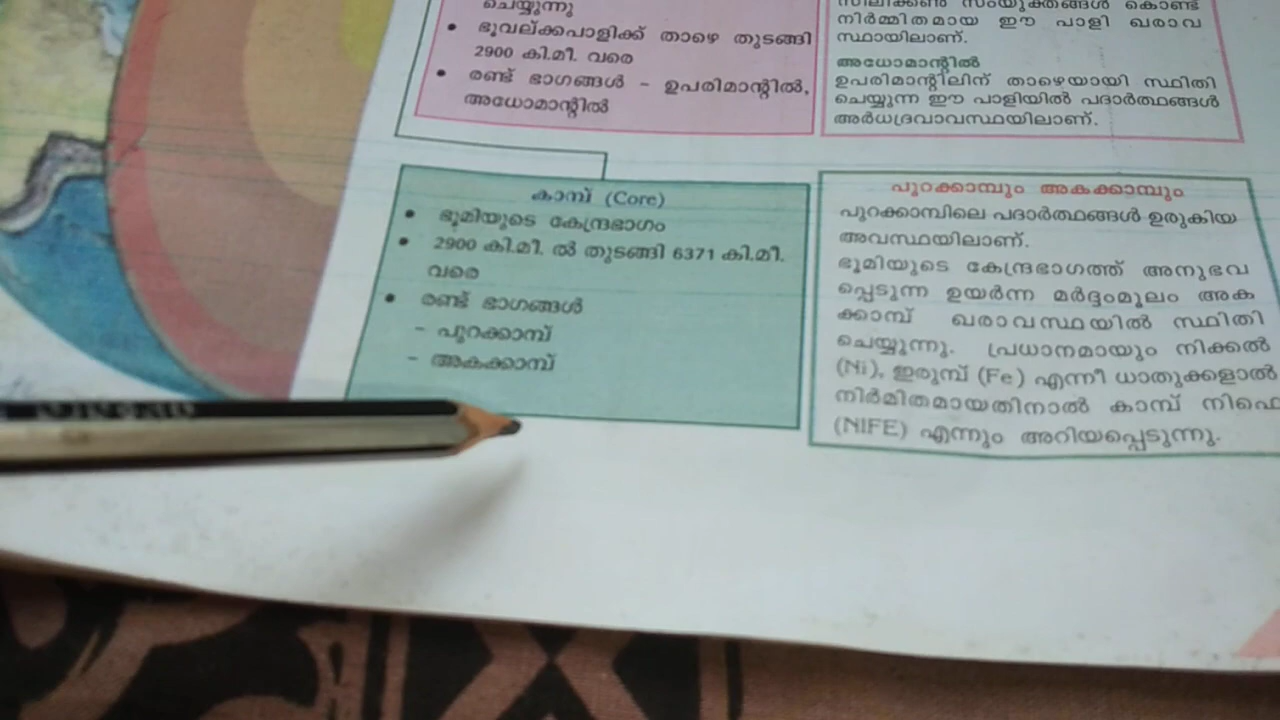 ചെയ്യുന്നു
• ഭൂവല്ക്കപാളിക്ക് താഴെ തുടങ്ങി
2900 കി.മീ. വരെ
• രണ്ട് ഭാഗങ്ങൾ – ഉപരിമാന്റിൽ,
അധോമാന്റിൽ
സിലിക്കൺ സംയുക്തങ്ങൾ കൊണ്ട്
നിർമ്മിതമായ ഈ പാളി ഖരാവ
സ്ഥായിലാണ്.
അധോമാന്റിൽ
ഉപരിമാന്റിലിന് താഴെയായി സ്ഥിതി
ചെയ്യുന്ന ഈ പാളിയിൽ പദാർത്ഥങ്ങൾ
അർധദ്രവാവസ്ഥയിലാണ്.
കാമ്പ് (Core)
• ഭൂമിയുടെ കേന്ദ്രഭാഗം
• 2900 കി.മീ. ൽ തുടങ്ങി 6371 കി.മീ.
വരെ
• രണ്ട് ഭാഗങ്ങൾ
– പുറക്കാമ്പ്
– അകക്കാമ്പ്
പുറക്കാമ്പും അകക്കാമ്പും
പുറക്കാമ്പിലെ പദാർത്ഥങ്ങൾ ഉരുകിയ
അവസ്ഥയിലാണ്.
ഭൂമിയുടെ കേന്ദ്രഭാഗത്ത് അനുഭവ
പ്പെടുന്ന ഉയർന്ന മർദ്ദംമൂലം അക
ക്കാമ്പ് ഖരാവസ്ഥയിൽ സ്ഥിതി
ചെയ്യുന്നു. പ്രധാനമായും നിക്കൽ
(Ni), ഇരുമ്പ് (Fe) എന്നീ ധാതുക്കളാൽ
നിർമിതമായതിനാൽ കാമ്പ് നിഫെ
(NIFE) എന്നും അറിയപ്പെടുന്നു.